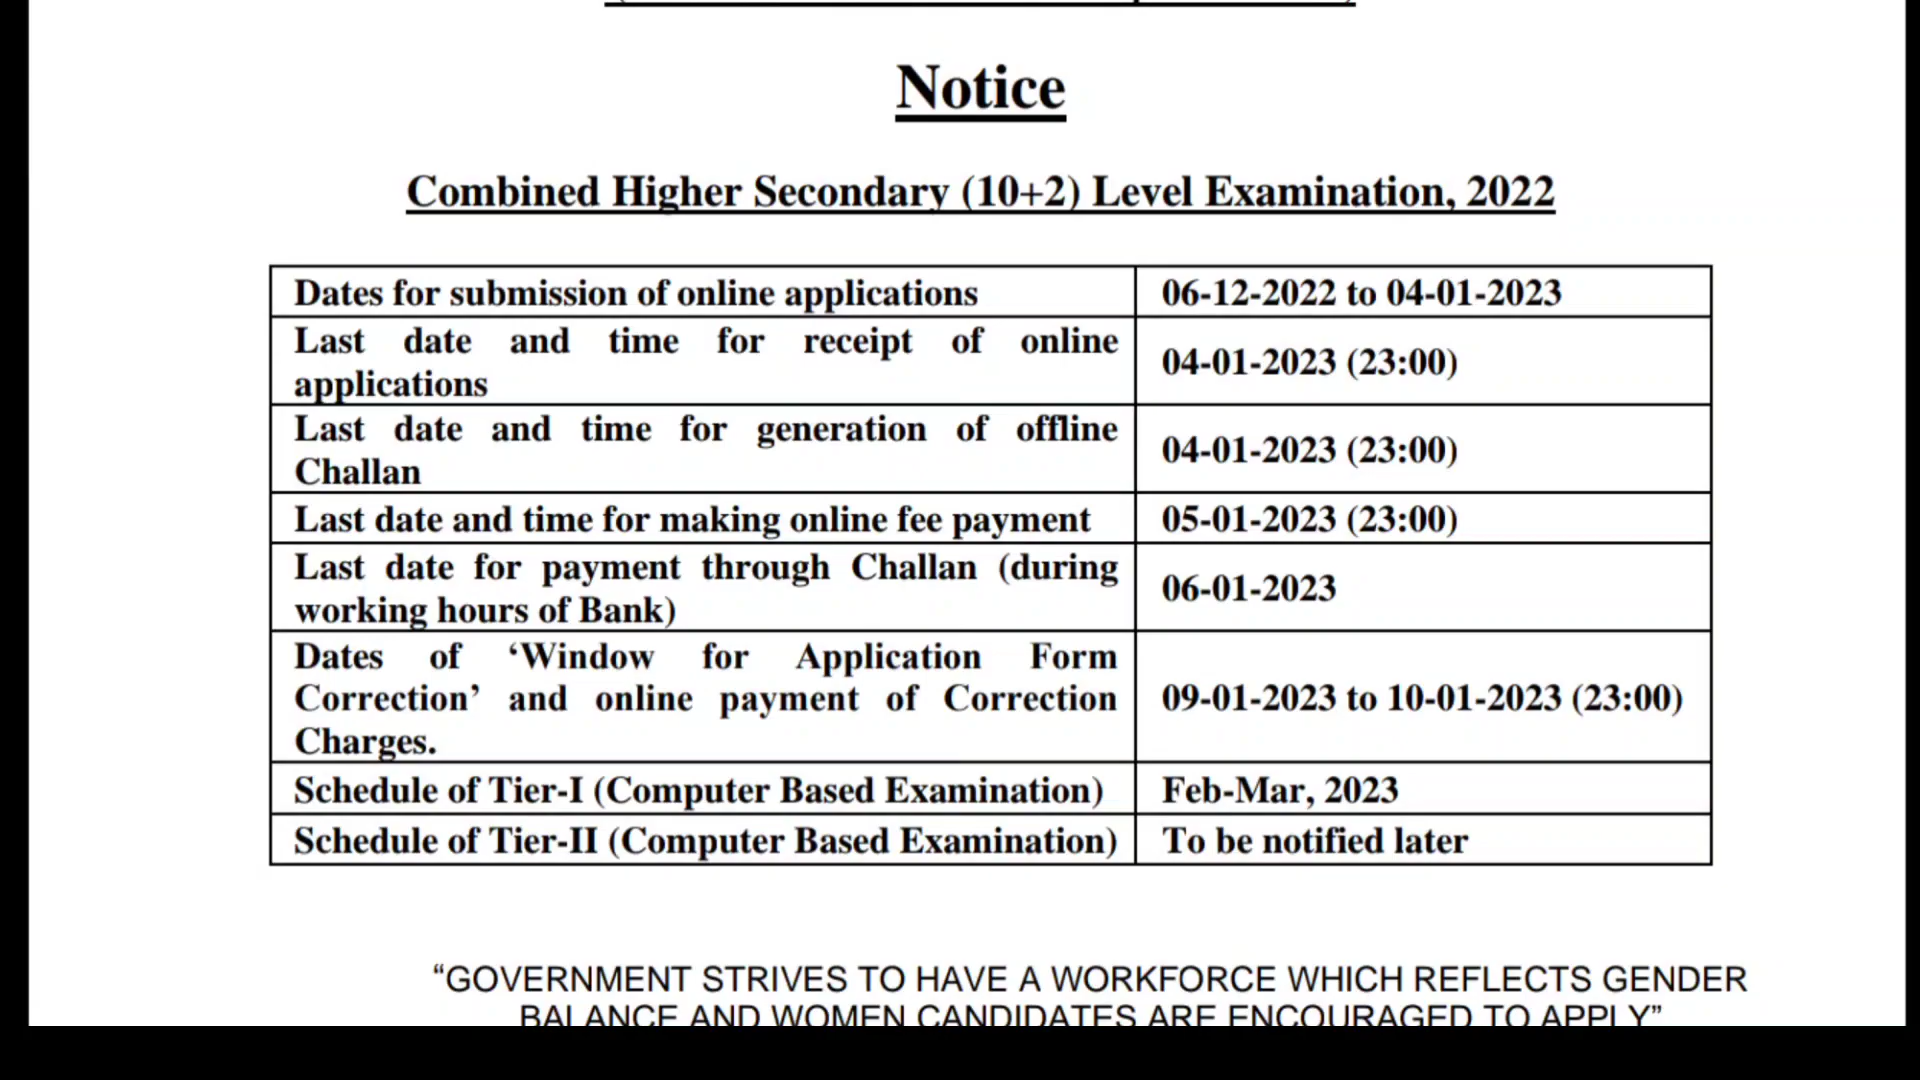 Notice
Combined Higher Secondary (10+2) Level Examination, 2022
Dates for submission of online applications 06-12-2022 to 04-01-2023
Last date and time for receipt of online
applications
04-01-2023 (23:00)
Last date and time for generation of offline
Challan
04-01-2023 (23:00)
Last date and time for making online fee payment 05-01-2023 (23:00)
Last date for payment through Challan (during
working hours of Bank)
06-01-2023
Dates of ‘Window for Application Form
Correction’ and online payment of Correction
Charges.
09-01-2023 to 10-01-2023 (23:00)
Schedule of Tier-I (Computer Based Examination) Feb-Mar, 2023
Schedule of Tier-II (Computer Based Examination) To be notified later
“GOVERNMENT STRIVES TO HAVE A WORKFORCE WHICH REFLECTS GENDER
BALANCE AND WOMEN CANDIDATES ARE ENCOURAGED TO APPLY”